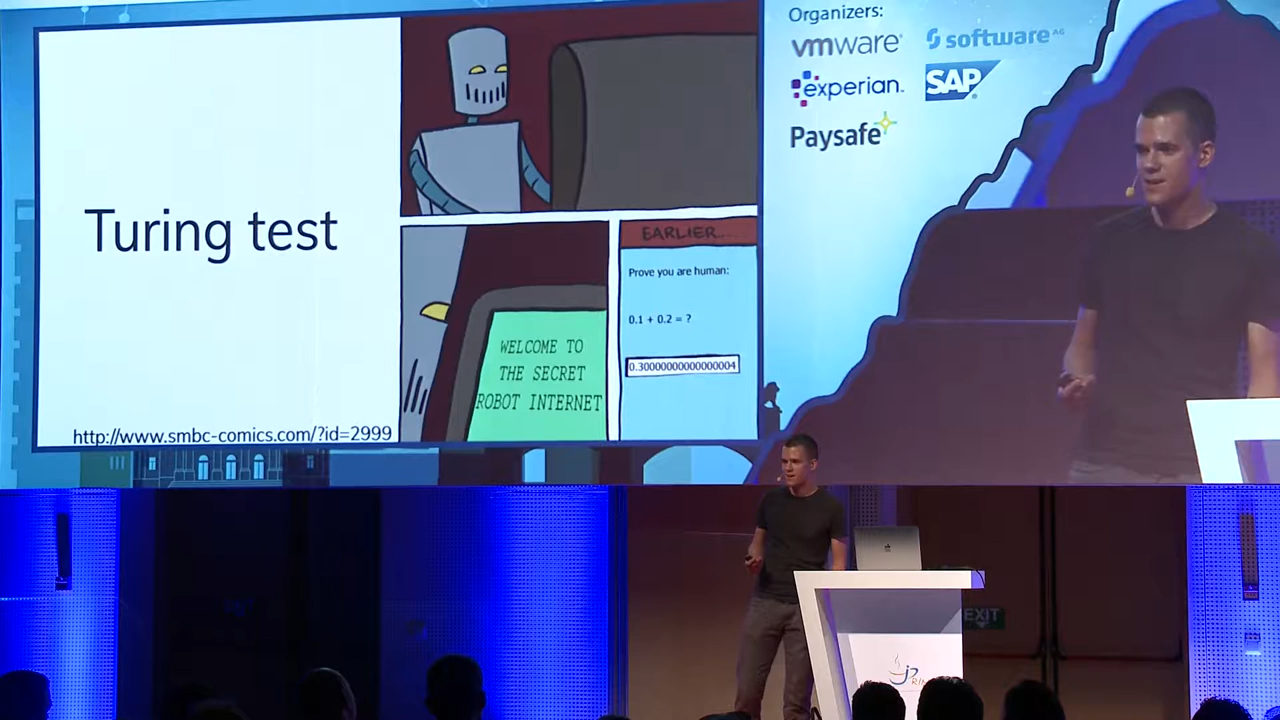 Turing test
http://www.smbc-comics.com/?id=2999
WELCOME TO
THE SECRET
ROBOT INTERNET
EARLIER...
Prove you are human:
0.1 + 0.2 = ?
0.30000000000000004
Organizers:
vmware
software AG
experian.
SAP
Paysafe
EXIT